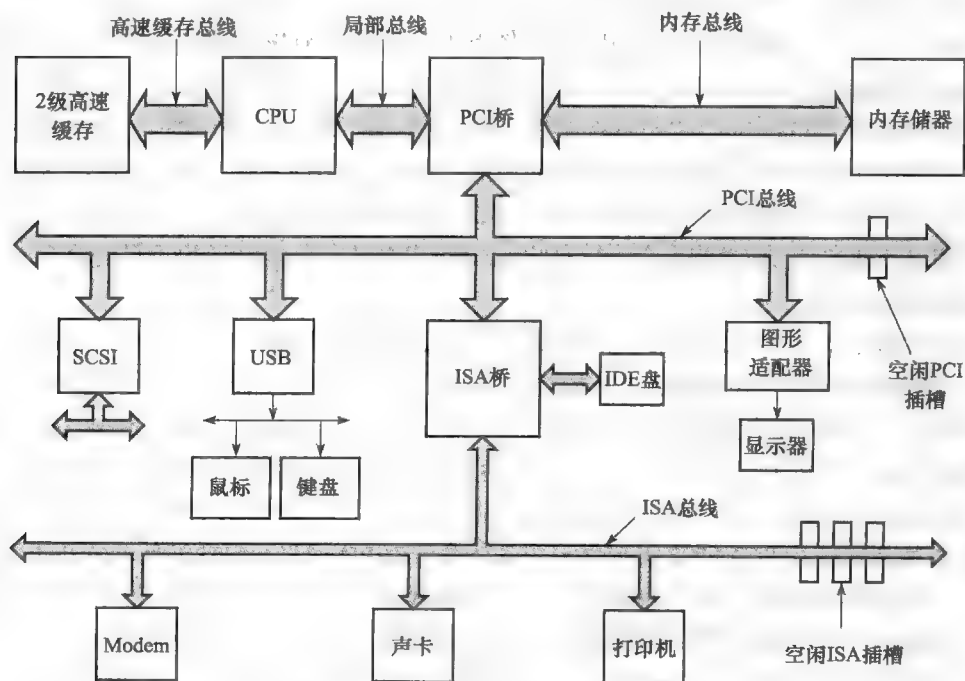 高速缓存总线
局部总线
内存总线
2级高速
缓存
CPU
PCI桥
内存储器
PCI总线
SCSI
USB
ISA桥
IDE盘
图形
适配器
空闲PCI
插槽
鼠标
键盘
显示器
ISA总线
Modem
声卡
打印机
空闲ISA插槽